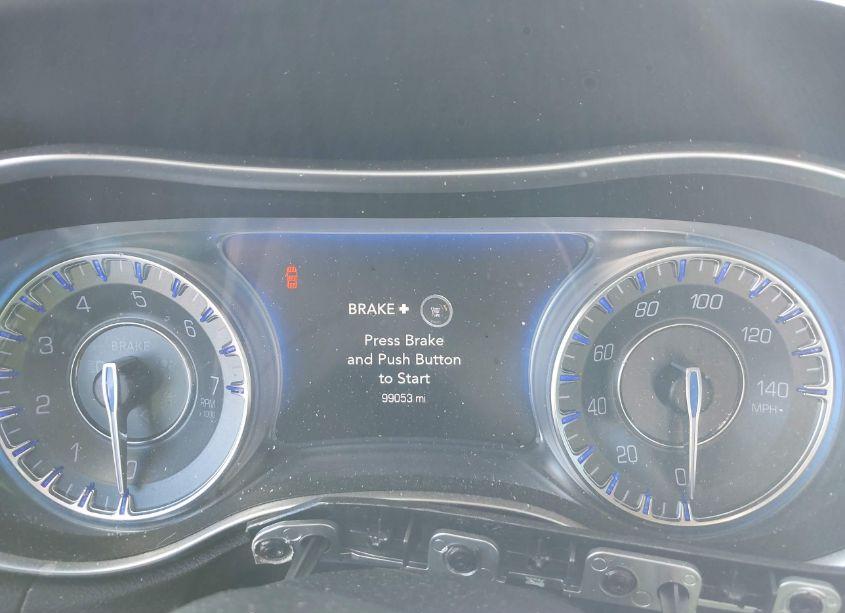 BRAKE +
Press Brake
and Push Button
to Start
99053 mi
BRAKE
0
1
2
3
4
5
6
7
RPM
x 1000
0
20
40
60
80
100
120
140
MPH